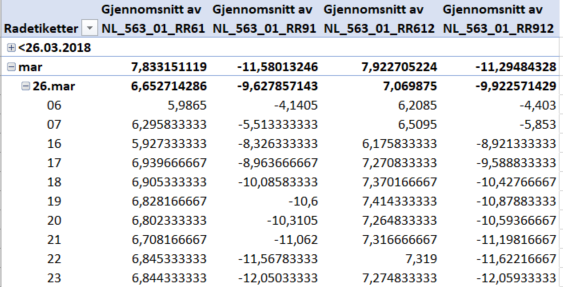 Gjennomsnitt av Gjennomsnitt av Gjennomsnitt av Gjennomsnitt av
Radetiketter NL_563_01_RR61 NL_563_01_RR91 NL_563_01_RR612 NL_563_01_RR912
<26.03.2018
mar 7,833151119 -11,58013246 7,922705224 -11,29484328
26.mar 6,652714286 -9,627857143 7,069875 -9,922571429
06 5,9865 -4,1405 6,2085 -4,403
07 6,295833333 -5,513333333 6,5095 -5,853
16 5,927333333 -8,326333333 6,175833333 -8,921333333
17 6,939666667 -8,963666667 7,270833333 -9,588833333
18 6,905333333 -10,08583333 7,370166667 -10,42766667
19 6,828166667 -10,6 7,414333333 -10,87883333
20 6,802333333 -10,3105 7,264833333 -10,59366667
21 6,708166667 -11,062 7,316666667 -11,19816667
22 6,845333333 -11,56783333 7,319 -11,62216667
23 6,844333333 -12,05033333 7,274833333 -12,05933333